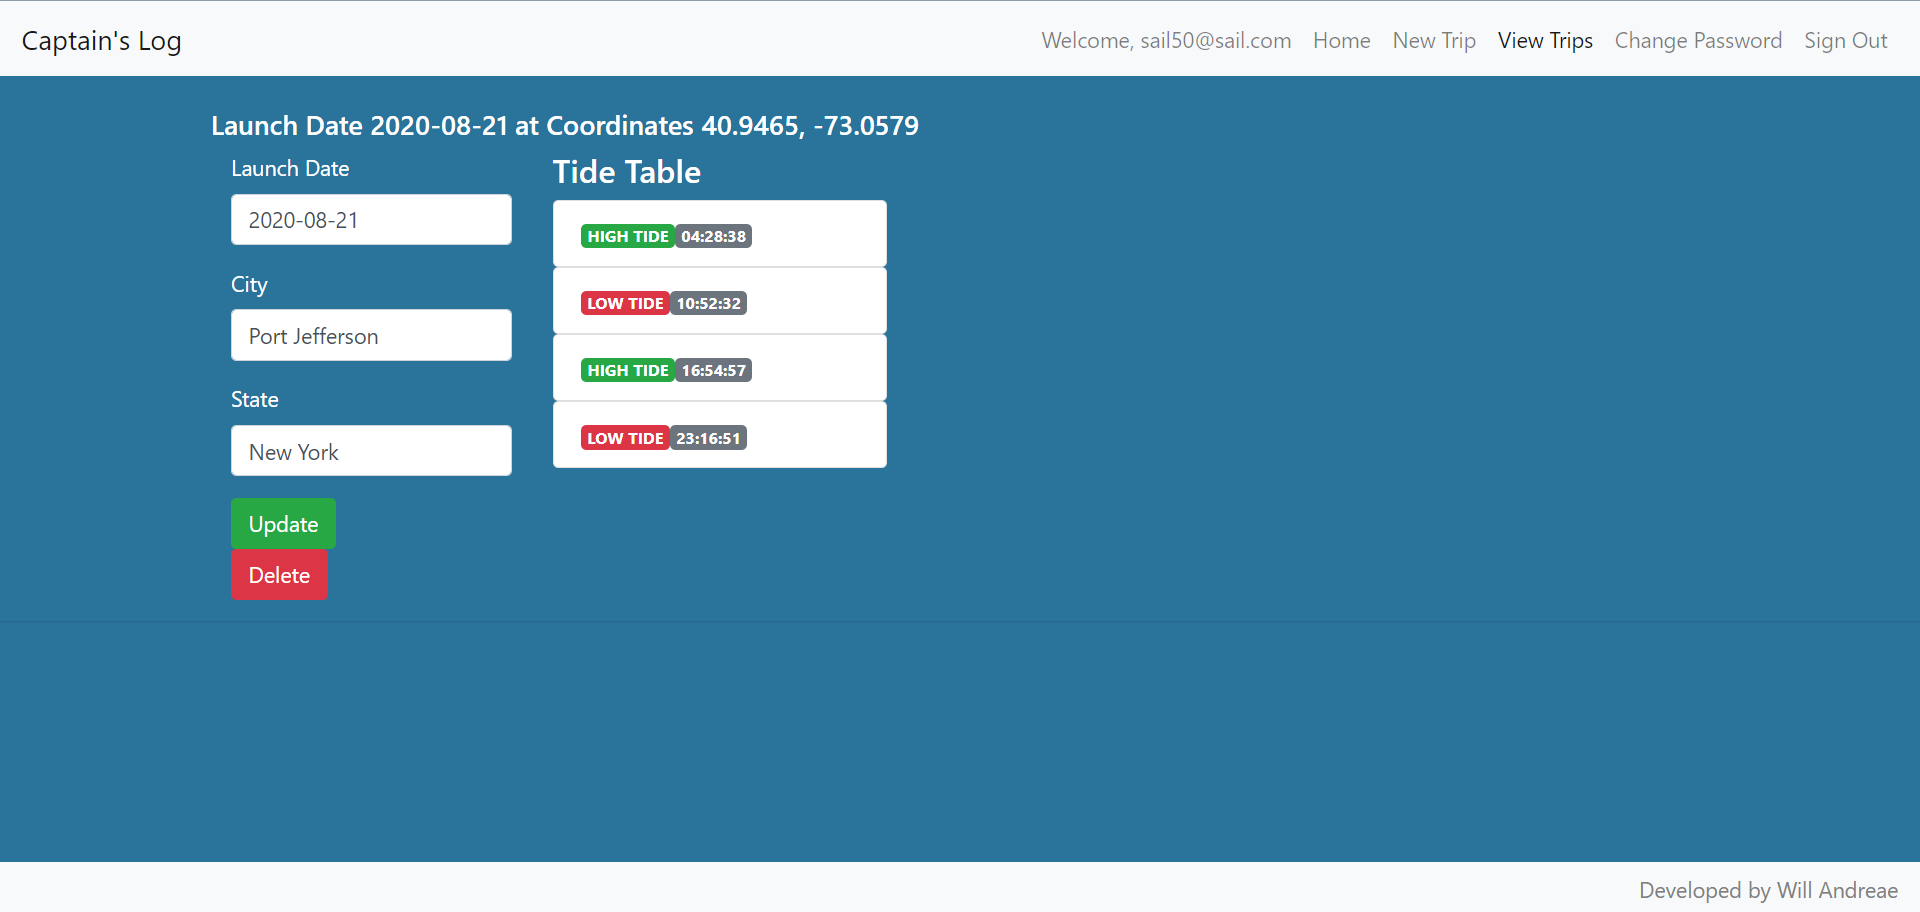 Captain's Log
Welcome, sail50@sail.com Home New Trip View Trips Change Password Sign Out
Launch Date 2020-08-21 at Coordinates 40.9465, -73.0579
Launch Date
2020-08-21
City
Port Jefferson
State
New York
Update
Delete
Tide Table
HIGH TIDE 04:28:38
LOW TIDE 10:52:32
HIGH TIDE 16:54:57
LOW TIDE 23:16:51
Developed by Will Andreae